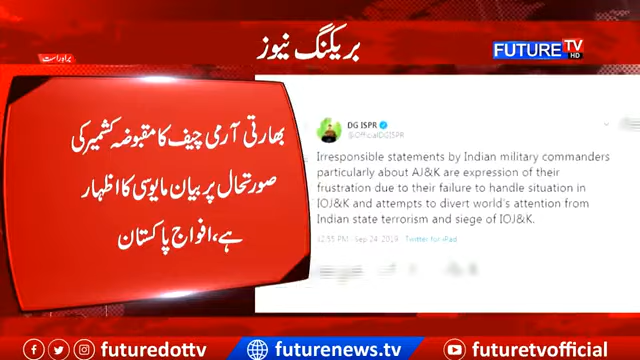 بریکنگ نیوز
براہ راست
FUTURE TV
HD
بھارتی آرمی چیف کا مقبوضہ کشمیر کی
صورتحال پر بیان مایوسی کا اظہار
ہے، افواج پاکستان
DG ISPR
@OfficialDGISPR
Irresponsible statements by Indian military commanders
particularly about AJ&K are expression of their
frustration due to their failure to handle situation in
IOJ&K and attempts to divert world's attention from
Indian state terrorism and siege of IOJ&K.
12:55 PM · Sep 24, 2019 · Twitter for iPad
futuredottv
futurenews.tv
futuretvofficial